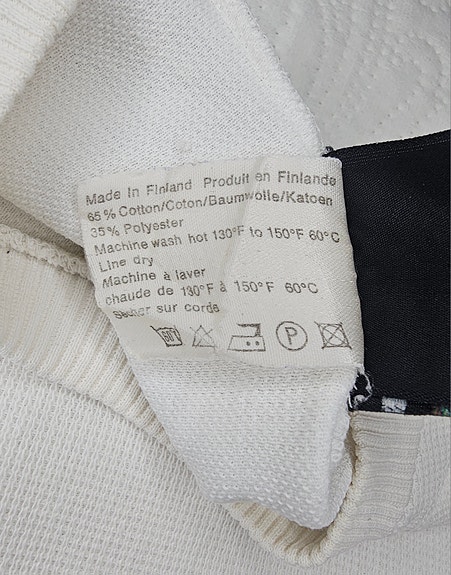 Made in Finland Produit en Finlande
65% Cotton/Coton/Baumwolle/Katoen
35% Polyester
Machine wash hot 130°F to 150°F 60°C
Line dry
Machine à laver
chaude de 130°F à 150°F 60°C
Sécher sur corde
60° P